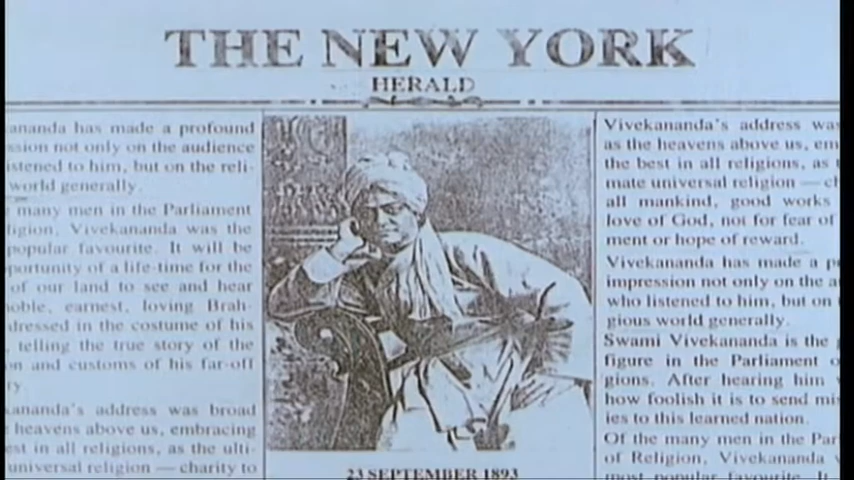 THE NEW YORK
HERALD
ananda has made a profound
ssion not only on the audience
istened to him, but on the reli-
world generally.
many men in the Parliament
ligion. Vivekananda was the
popular favourite. It will be
portunity of a life-time for the
of our land to see and hear
noble, earnest, loving Brah-
dressed in the costume of his
, telling the true story of the
on and customs of his far-off
ty.
kananda's address was broad
heavens above us, embracing
est in all religions, as the ulti-
universal religion — charity to
23 SEPTEMBER 1893
Vivekananda's address was
as the heavens above us, em
the best in all religions, as
mate universal religion — ch
all mankind, good works
love of God, not for fear of
ment or hope of reward.
Vivekananda has made a p
impression not only on the a
who listened to him, but on
gious world generally.
Swami Vivekananda is the
figure in the Parliament o
gions. After hearing him
how foolish it is to send mis
ies to this learned nation.
Of the many men in the Par
of Religion, Vivekananda
most popular favourite. It